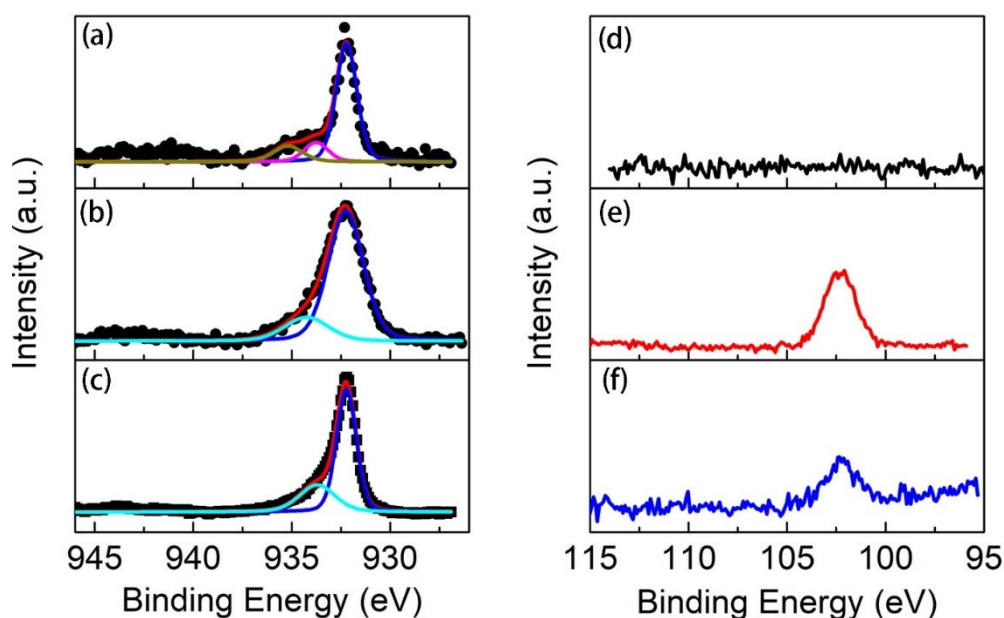 (a)
(b)
(c)
Intensity (a.u.)
945 940 935 930
Binding Energy (eV)
(d)
(e)
(f)
Intensity (a.u.)
115 110 105 100 95
Binding Energy (eV)